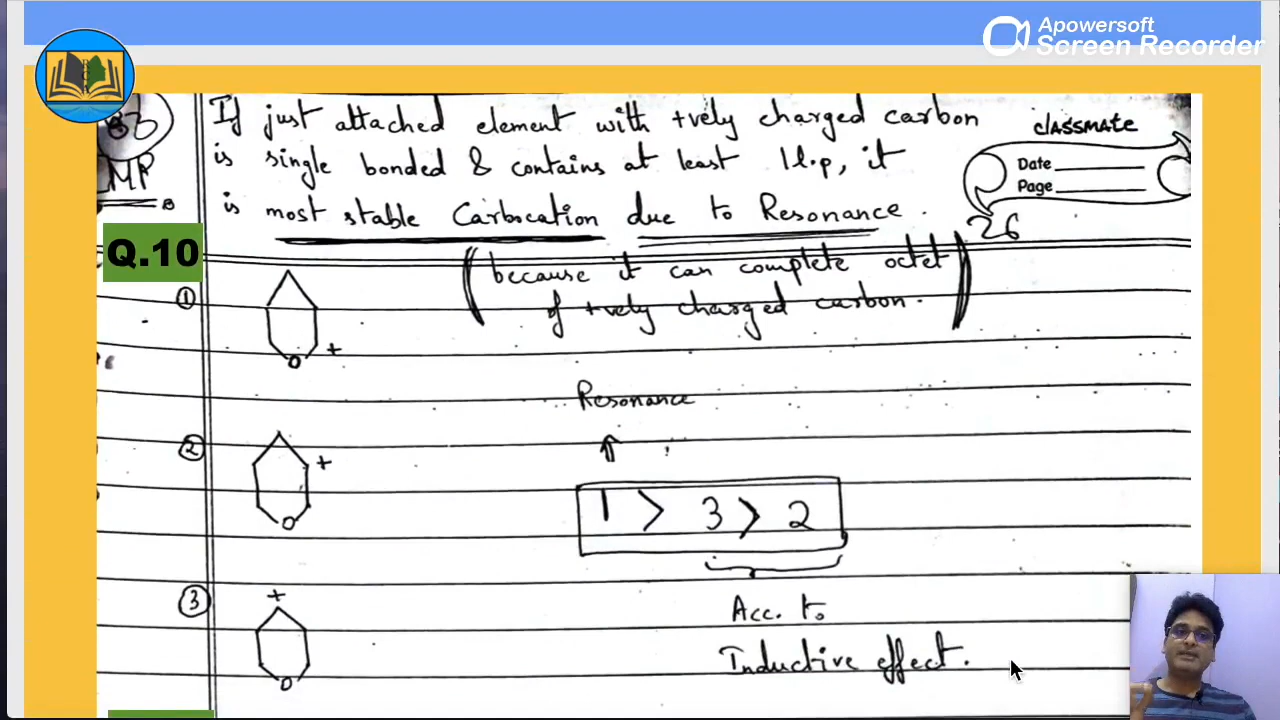 Apowersoft
Screen Recorder
If just attached element with +vely charged carbon
is single bonded & contains at least 1 l.p, it
is most stable Carbocation due to Resonance.
classmate
Date
Page
26
MP
Q.10
(because it can complete octet
of +vely charged carbon.)
①
O
+
Resonance
⇑
②
+
O
1 > 3 > 2
③
+
O
Acc. to
Inductive effect.